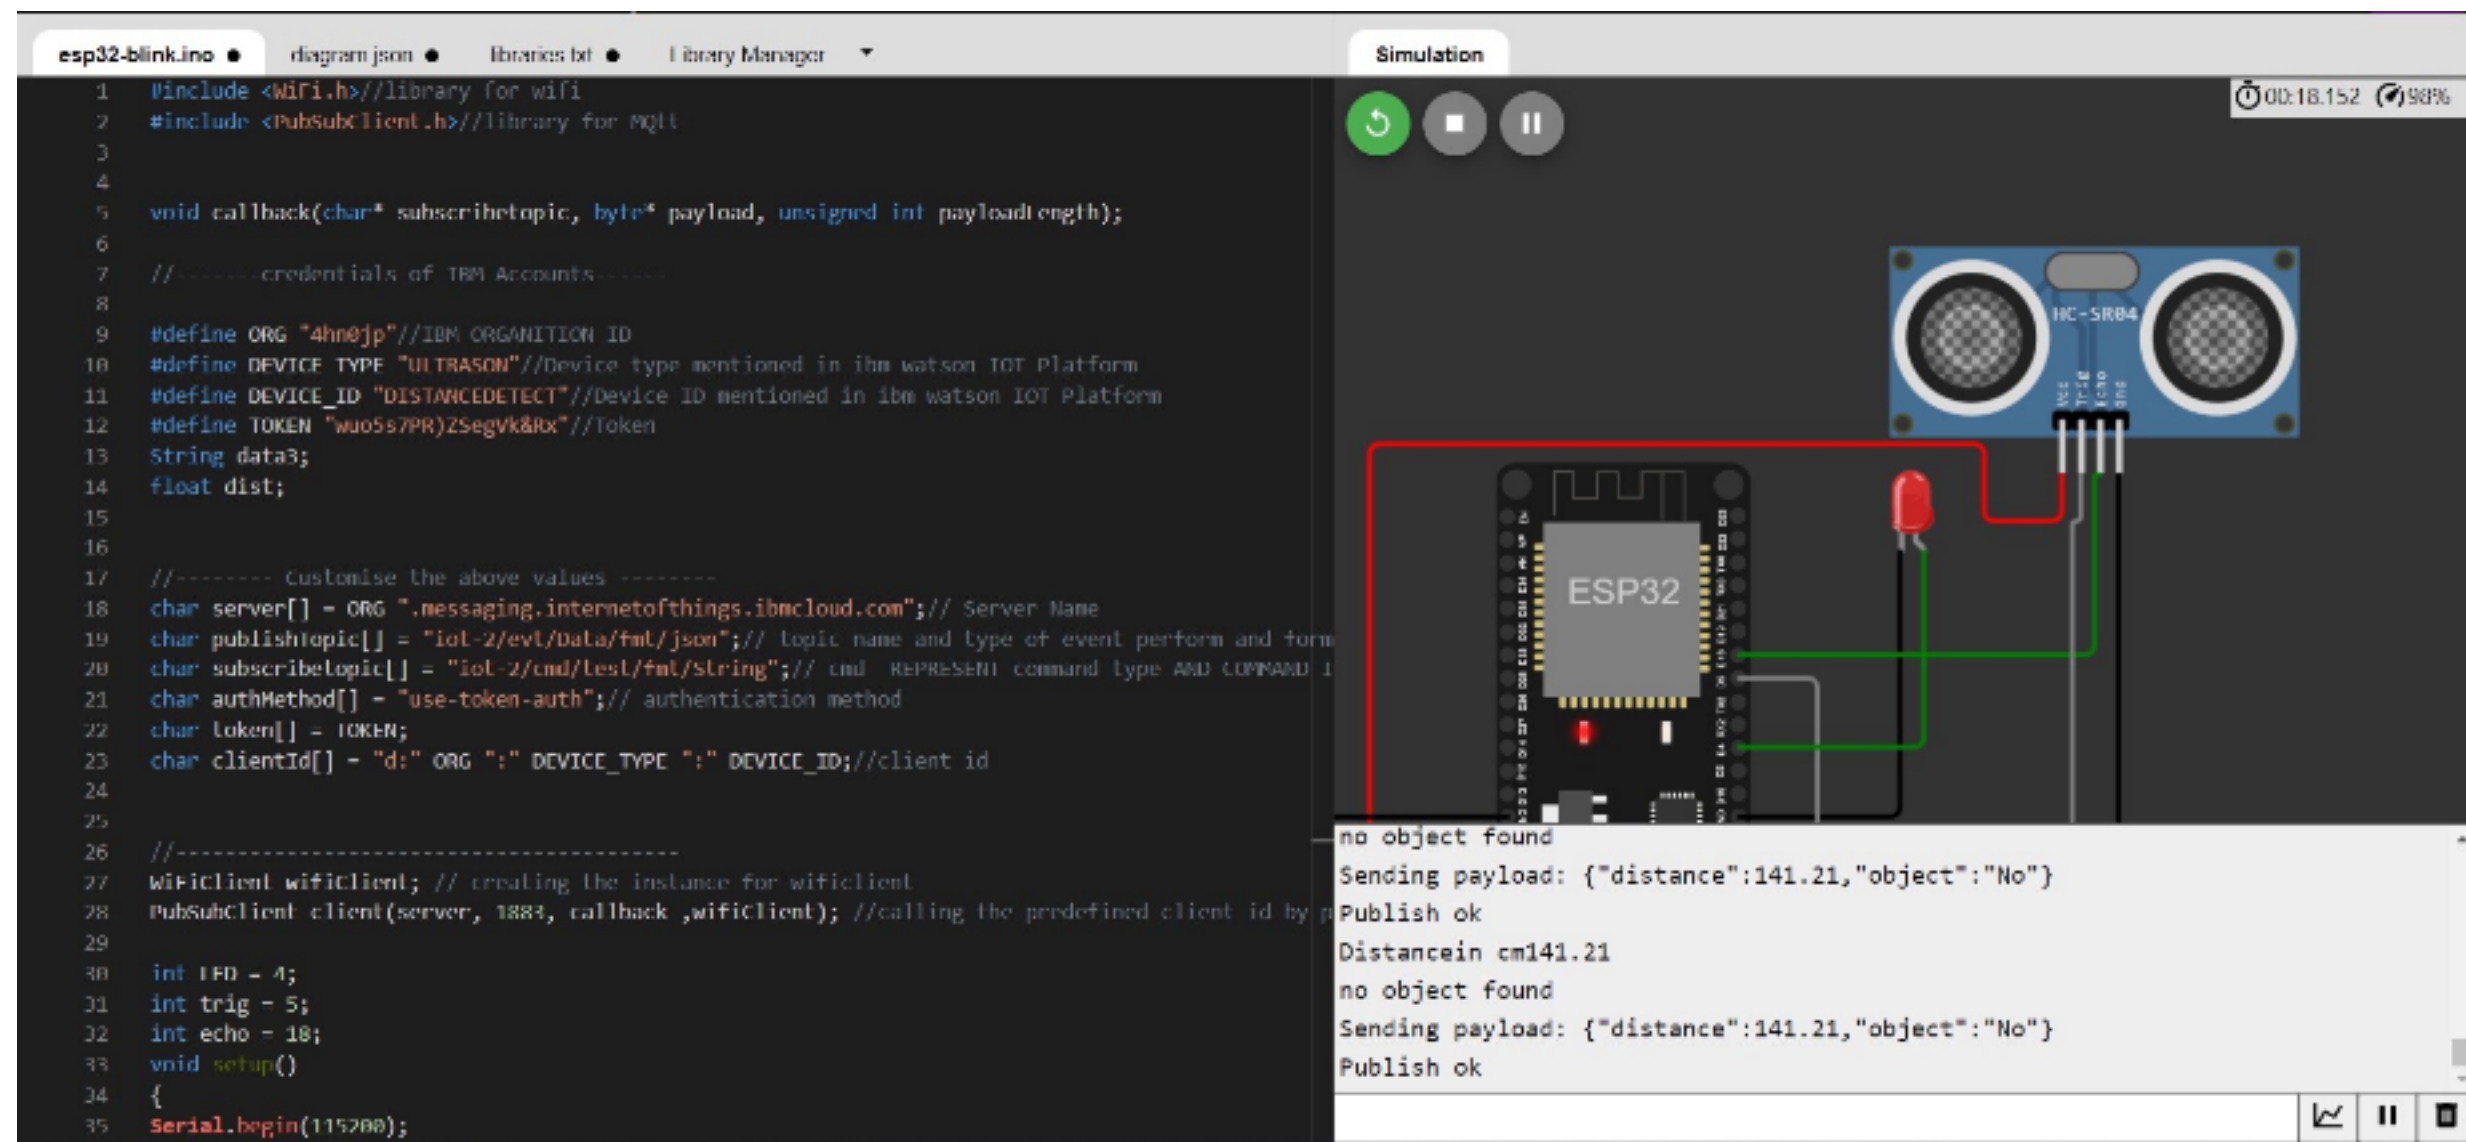 esp32-blink.ino ● diagram.json ● libraries.txt ● Library Manager
1 #include <WiFi.h>//library for wifi
2 #include <PubSubClient.h>//library for MQtt
3
4
5 void callback(char* subscribetopic, byte* payload, unsigned int payloadLength);
6
7 //-------credentials of IBM Accounts------
8
9 #define ORG "4hn0jp"//IBM ORGANITION ID
10 #define DEVICE_TYPE "ULTRASON"//Device type mentioned in ibm watson IOT Platform
11 #define DEVICE_ID "DISTANCEDETECT"//Device ID mentioned in ibm watson IOT Platform
12 #define TOKEN "wuo5s7PR)ZSegVk&Rx"//Token
13 String data3;
14 float dist;
15
16
17 //-------- Customise the above values --------
18 char server[] = ORG ".messaging.internetofthings.ibmcloud.com";// Server Name
19 char publishTopic[] = "iot-2/evt/Data/fmt/json";// topic name and type of event perform and form
20 char subscribetopic[] = "iot-2/cmd/test/fmt/String";// cmd REPRESENT command type AND COMMAND I
21 char authMethod[] = "use-token-auth";// authentication method
22 char token[] = TOKEN;
23 char clientId[] = "d:" ORG ":" DEVICE_TYPE ":" DEVICE_ID;//client id
24
25
26 //-----------------------------------------
27 WiFiClient wifiClient; // creating the instance for wificlient
28 PubSubClient client(server, 1883, callback ,wifiClient); //calling the predefined client id by p
29
30 int LED = 4;
31 int trig = 5;
32 int echo = 18;
33 void setup()
34 {
35 Serial.begin(115200);
Simulation
00:18.152 98%
HC-SR04
Vcc
Trig
Echo
Gnd
ESP32
no object found
Sending payload: {"distance":141.21,"object":"No"}
Publish ok
Distancein cm141.21
no object found
Sending payload: {"distance":141.21,"object":"No"}
Publish ok